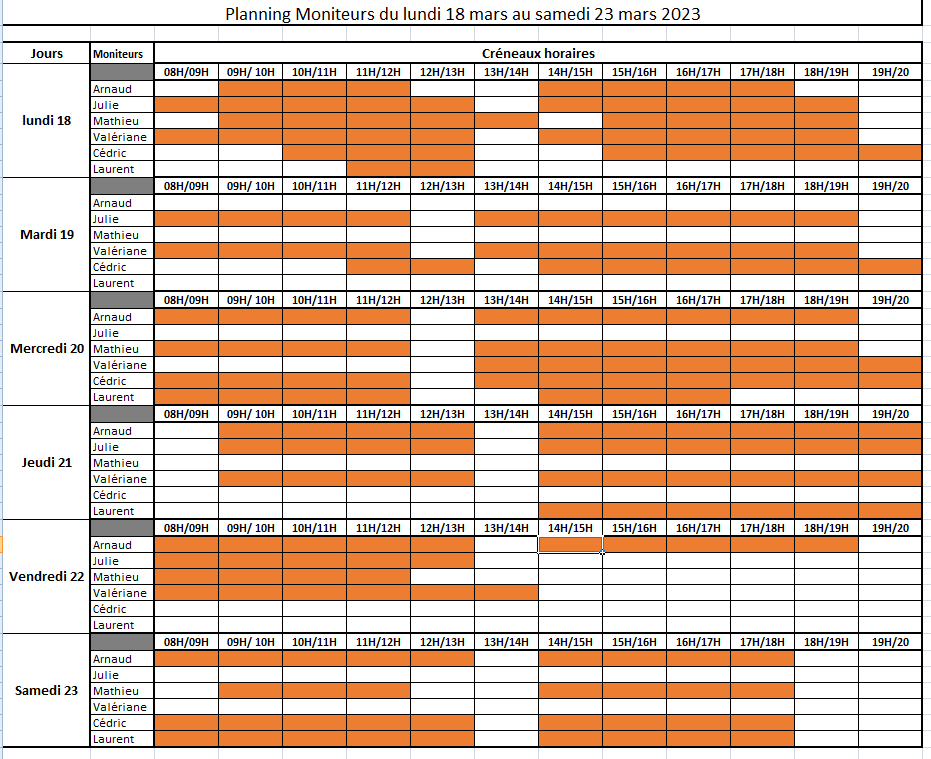 Planning Moniteurs du lundi 18 mars au samedi 23 mars 2023
Jours Moniteurs Créneaux horaires
08H/09H 09H/ 10H 10H/11H 11H/12H 12H/13H 13H/14H 14H/15H 15H/16H 16H/17H 17H/18H 18H/19H 19H/20
Arnaud
Julie
lundi 18 Mathieu
Valériane
Cédric
Laurent
08H/09H 09H/ 10H 10H/11H 11H/12H 12H/13H 13H/14H 14H/15H 15H/16H 16H/17H 17H/18H 18H/19H 19H/20
Arnaud
Julie
Mardi 19 Mathieu
Valériane
Cédric
Laurent
08H/09H 09H/ 10H 10H/11H 11H/12H 12H/13H 13H/14H 14H/15H 15H/16H 16H/17H 17H/18H 18H/19H 19H/20
Arnaud
Julie
Mercredi 20 Mathieu
Valériane
Cédric
Laurent
08H/09H 09H/ 10H 10H/11H 11H/12H 12H/13H 13H/14H 14H/15H 15H/16H 16H/17H 17H/18H 18H/19H 19H/20
Arnaud
Julie
Jeudi 21 Mathieu
Valériane
Cédric
Laurent
08H/09H 09H/ 10H 10H/11H 11H/12H 12H/13H 13H/14H 14H/15H 15H/16H 16H/17H 17H/18H 18H/19H 19H/20
Arnaud
Julie
Vendredi 22 Mathieu
Valériane
Cédric
Laurent
08H/09H 09H/ 10H 10H/11H 11H/12H 12H/13H 13H/14H 14H/15H 15H/16H 16H/17H 17H/18H 18H/19H 19H/20
Arnaud
Julie
Samedi 23 Mathieu
Valériane
Cédric
Laurent